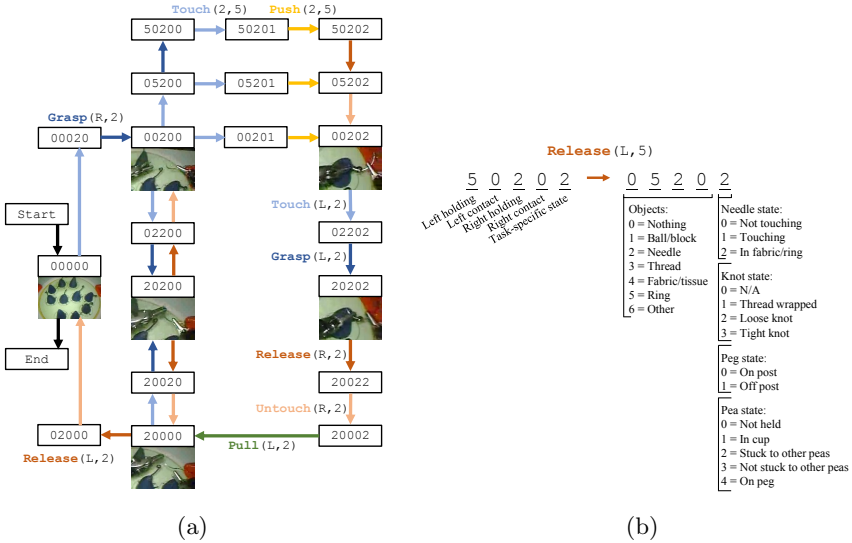 Touch(2,5) Push(2,5)
50200 50201 50202
05200 05201 05202
Grasp(R,2)
00020 00200 00201 00202
Start
Touch(L,2)
02200 02202
00000
Grasp(L,2)
20200 20202
End
Release(R,2)
20020 20022
Untouch(R,2)
02000 20000 20002
Pull(L,2)
Release(L,2)
(a)
Release(L,5)
5 0 2 0 2 0 5 2 0 2
Left holding
Left contact
Right holding
Right contact
Task-specific state
Objects:
0 = Nothing
1 = Ball/block
2 = Needle
3 = Thread
4 = Fabric/tissue
5 = Ring
6 = Other
Needle state:
0 = Not touching
1 = Touching
2 = In fabric/ring
Knot state:
0 = N/A
1 = Thread wrapped
2 = Loose knot
3 = Tight knot
Peg state:
0 = On post
1 = Off post
Pea state:
0 = Not held
1 = In cup
2 = Stuck to other peas
3 = Not stuck to other peas
4 = On peg
(b)